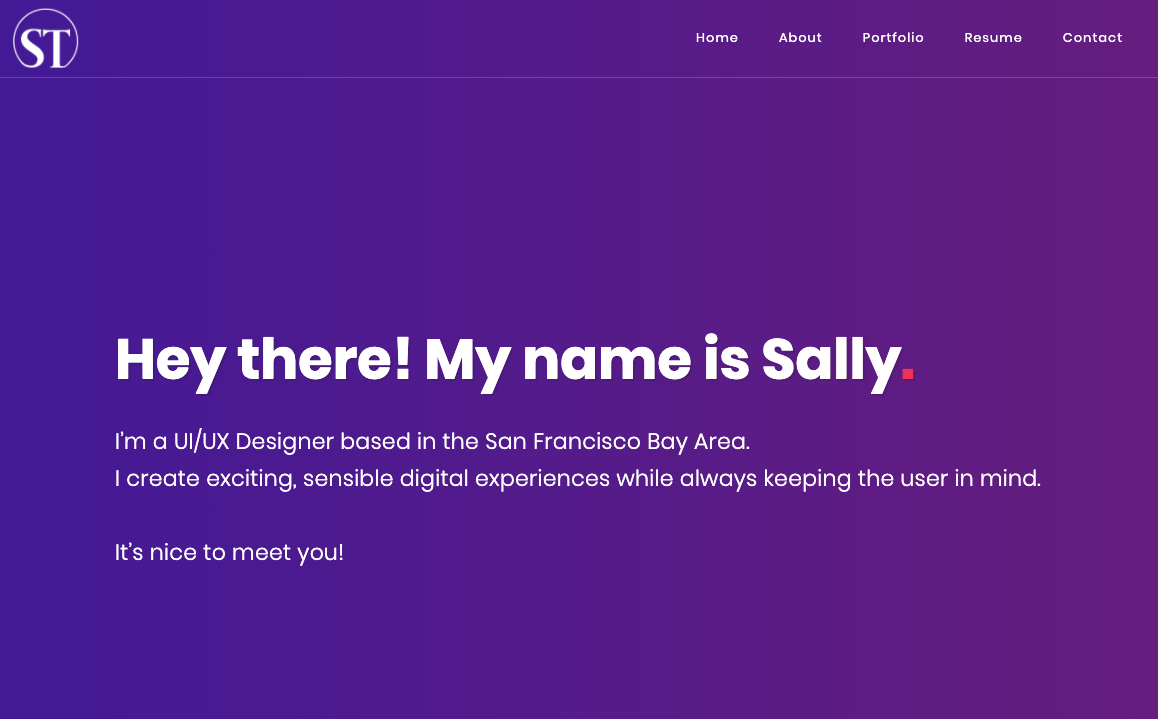 ST
Home About Portfolio Resume Contact
Hey there! My name is Sally.
I'm a UI/UX Designer based in the San Francisco Bay Area.
I create exciting, sensible digital experiences while always keeping the user in mind.
It's nice to meet you!